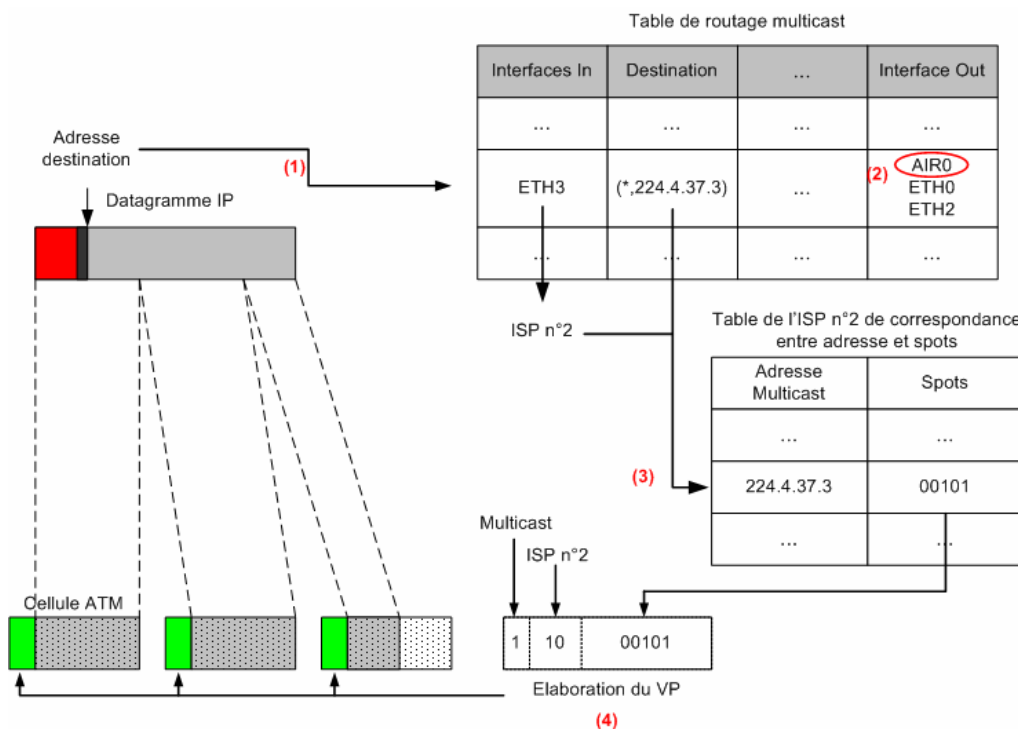 Table de routage multicast
Interfaces In
Destination
...
Interface Out
...
...
...
...
Adresse
destination
(1)
ETH3
(*,224.4.37.3)
...
(2)
AIR0
ETH0
ETH2
Datagramme IP
...
...
...
...
ISP n°2
Table de l'ISP n°2 de correspondance
entre adresse et spots
Adresse
Multicast
Spots
...
...
(3)
224.4.37.3
00101
...
...
Multicast
ISP n°2
Cellule ATM
1
10
00101
Elaboration du VP
(4)